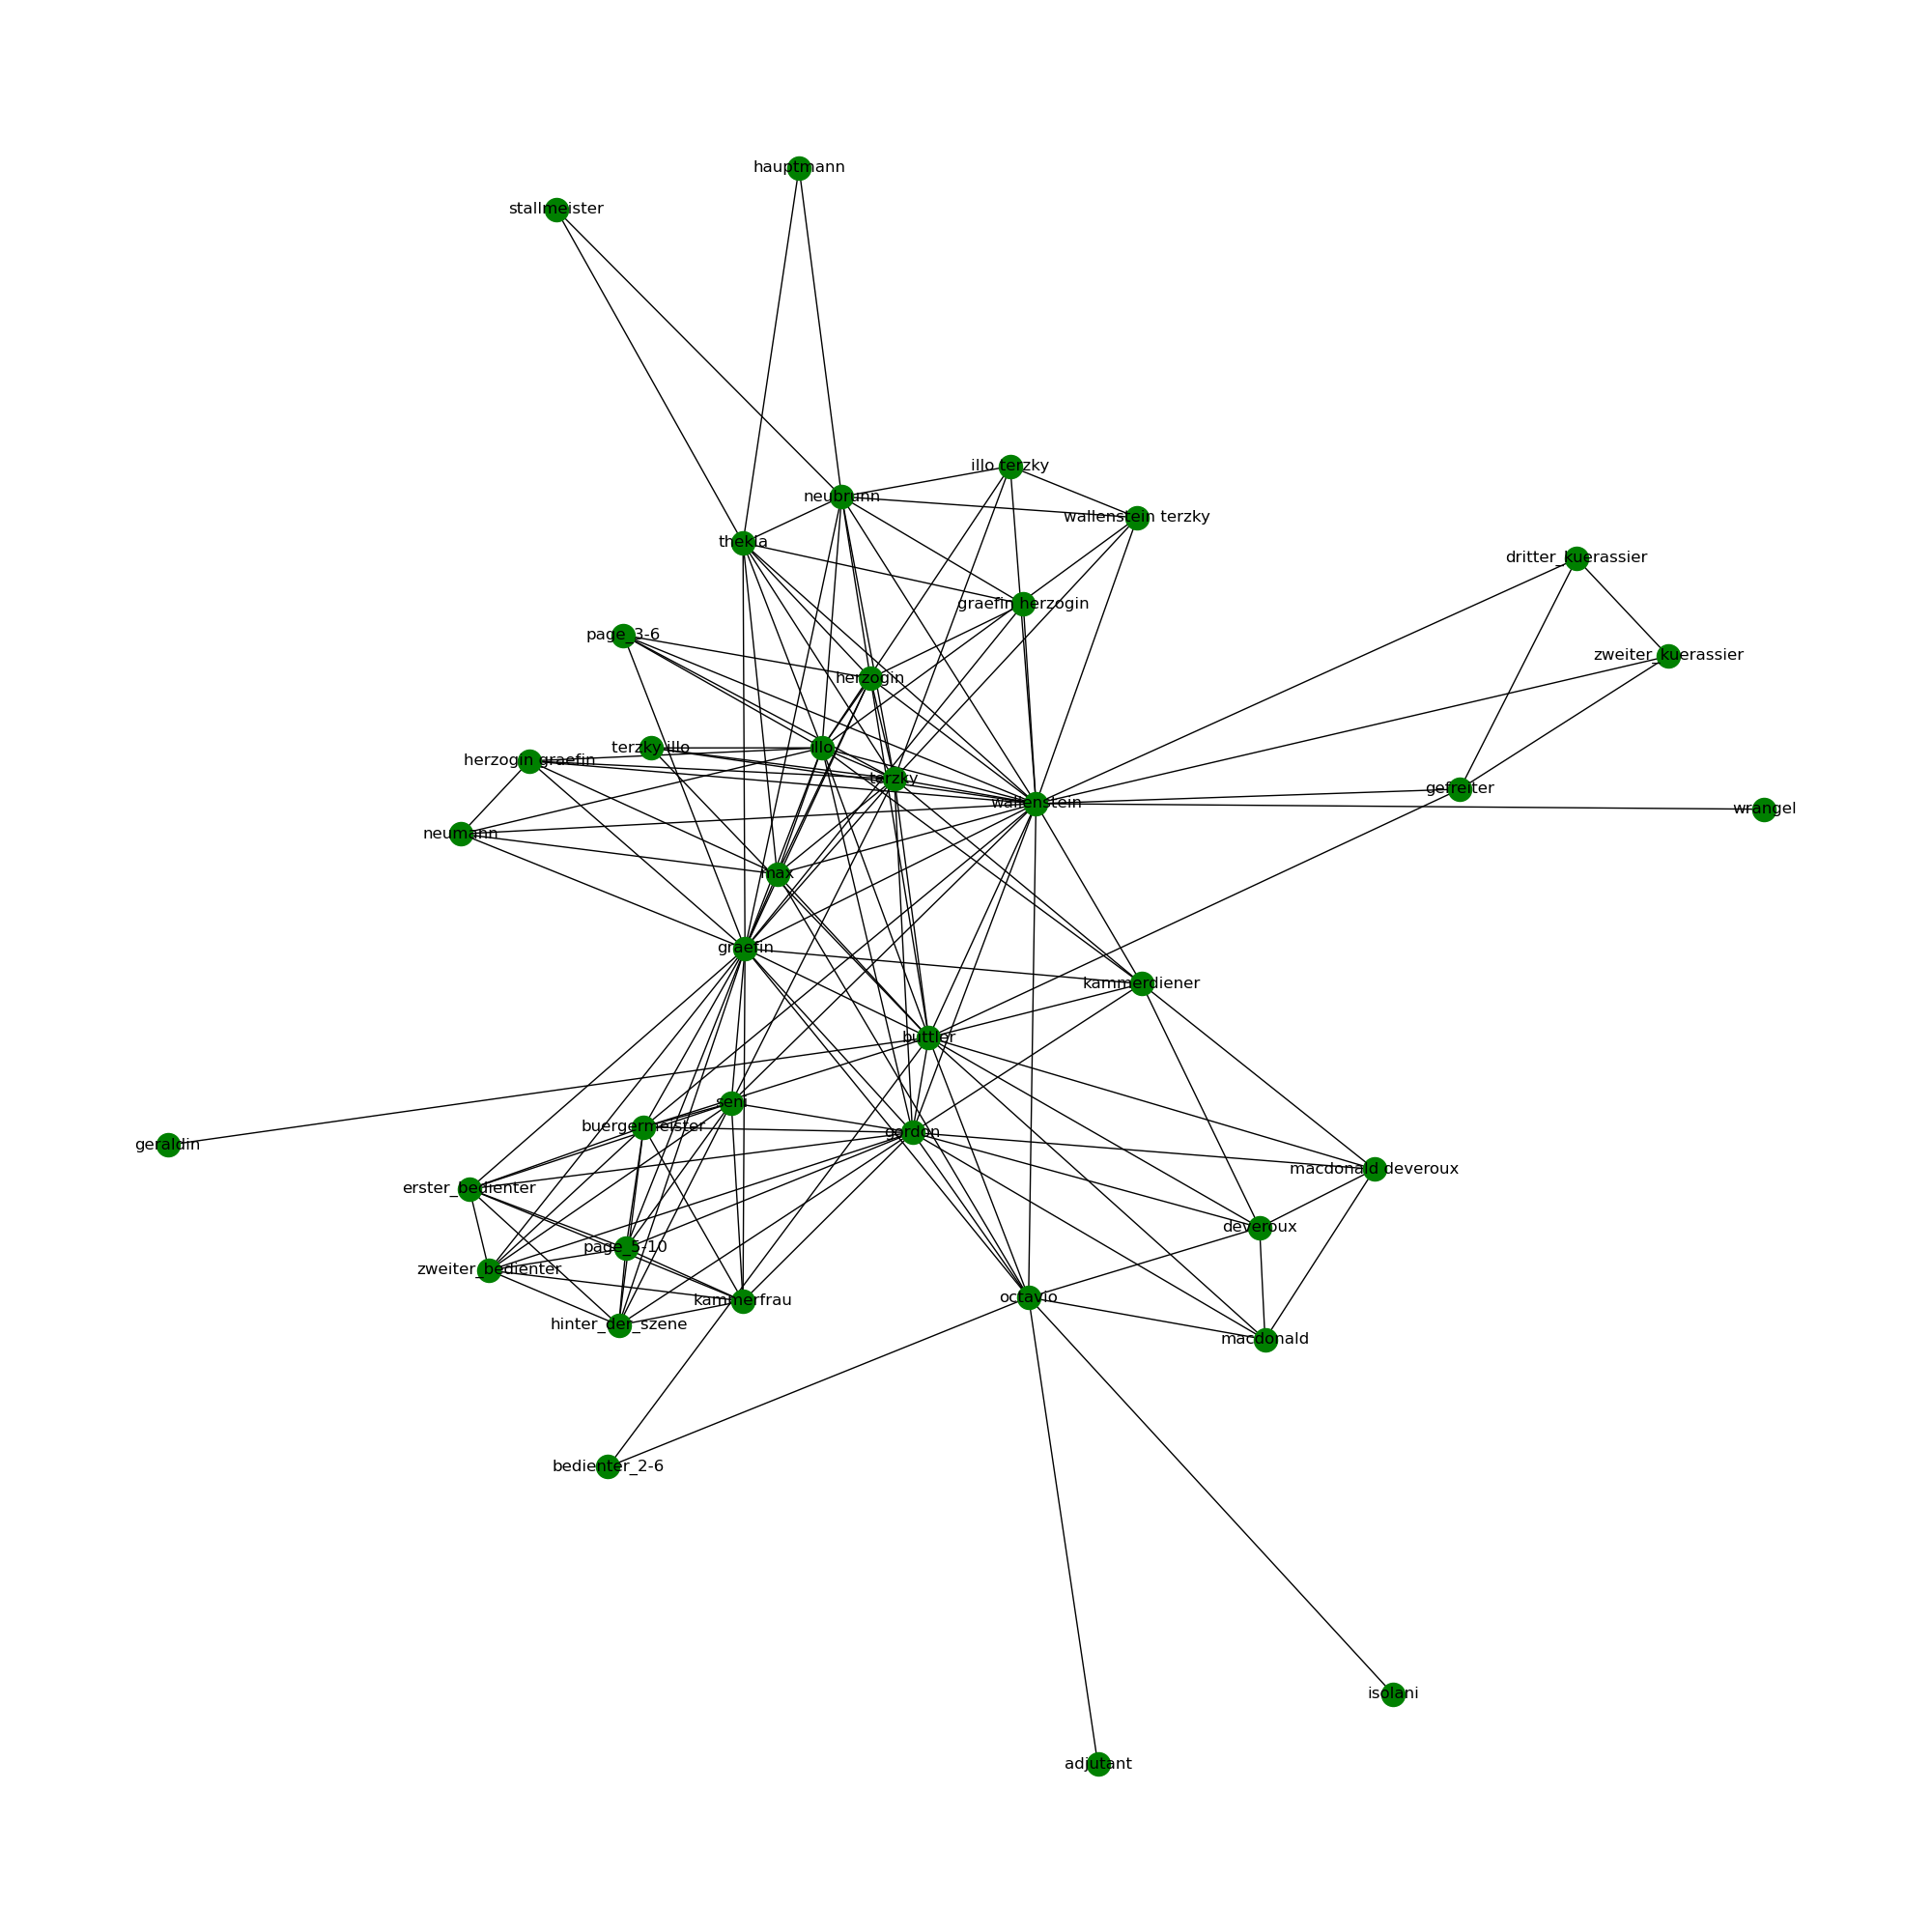 hauptmann
stallmeister
illo terzky
neubrunn
wallenstein terzky
thekla
dritter_kuerassier
graefin herzogin
page_3-6
zweiter_kuerassier
herzogin
terzky illo
illo
herzogin graefin
terzky
gefreiter
wallenstein
wrangel
neumann
max
graefin
kammerdiener
buttler
seni
buergermeister
gordon
geraldin
macdonald deveroux
erster_bedienter
deveroux
page_5-10
zweiter_bedienter
octavio
kammerfrau
hinter_der_szene
macdonald
bedienter_2-6
isolani
adjutant